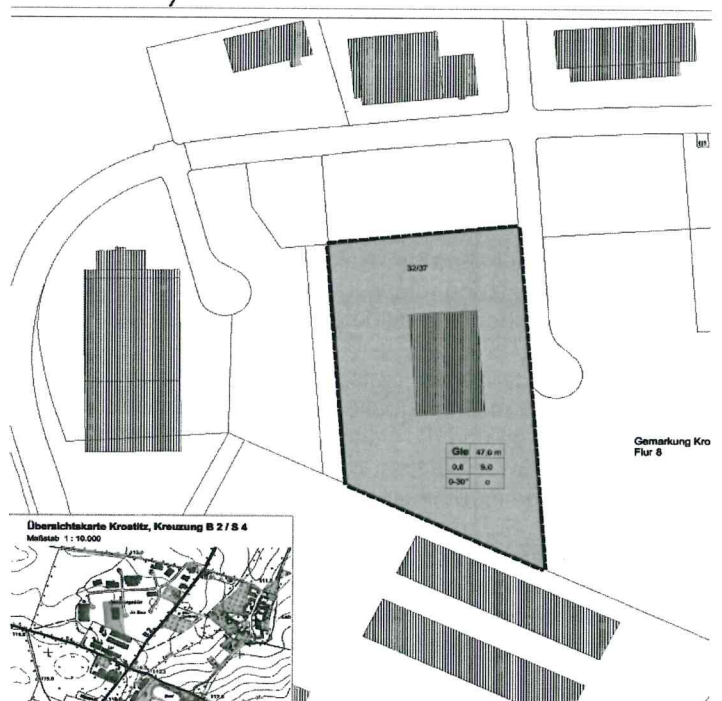 32/37
GIe 47,6 m
0,8 9,0
0-30° o
Gemarkung Kro
Flur 8
Übersichtskarte Krostitz, Kreuzung B 2 / S 4
Maßstab 1 : 10.000